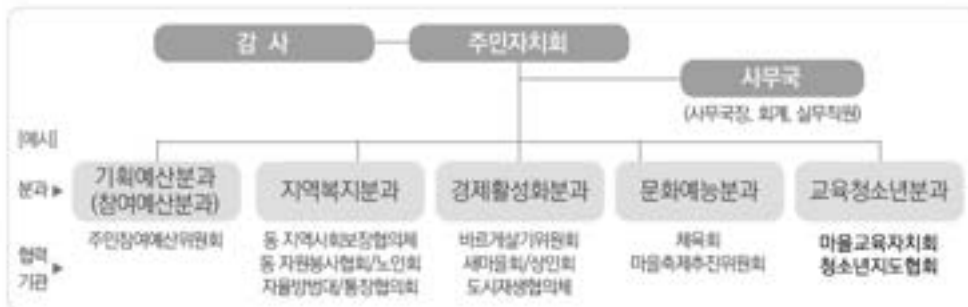 감 사
주민자치회
사무국
(사무국장, 회계, 실무직원)
[예시]
분과 ▶
기획예산분과
(참여예산분과)
지역복지분과
경제활성화분과
문화예능분과
교육청소년분과
협력
기관 ▶
주민참여예산위원회
동 지역사회보장협의체
동 자원봉사협회/노인회
자율방범대/통장협의회
바르게살기위원회
새마을회/상인회
도시재생협의체
체육회
마을축제추진위원회
마을교육자치회
청소년지도협회